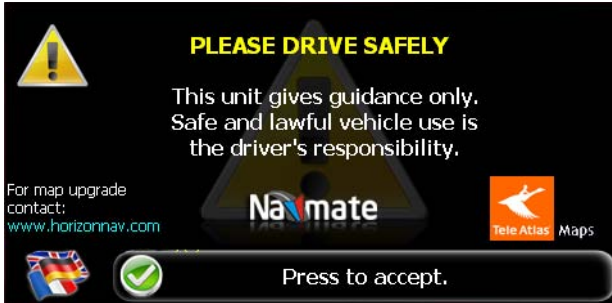 PLEASE DRIVE SAFELY
This unit gives guidance only.
Safe and lawful vehicle use is
the driver's responsibility.
For map upgrade
contact:
www.horizonnav.com
Navmate
Tele Atlas Maps
Press to accept.